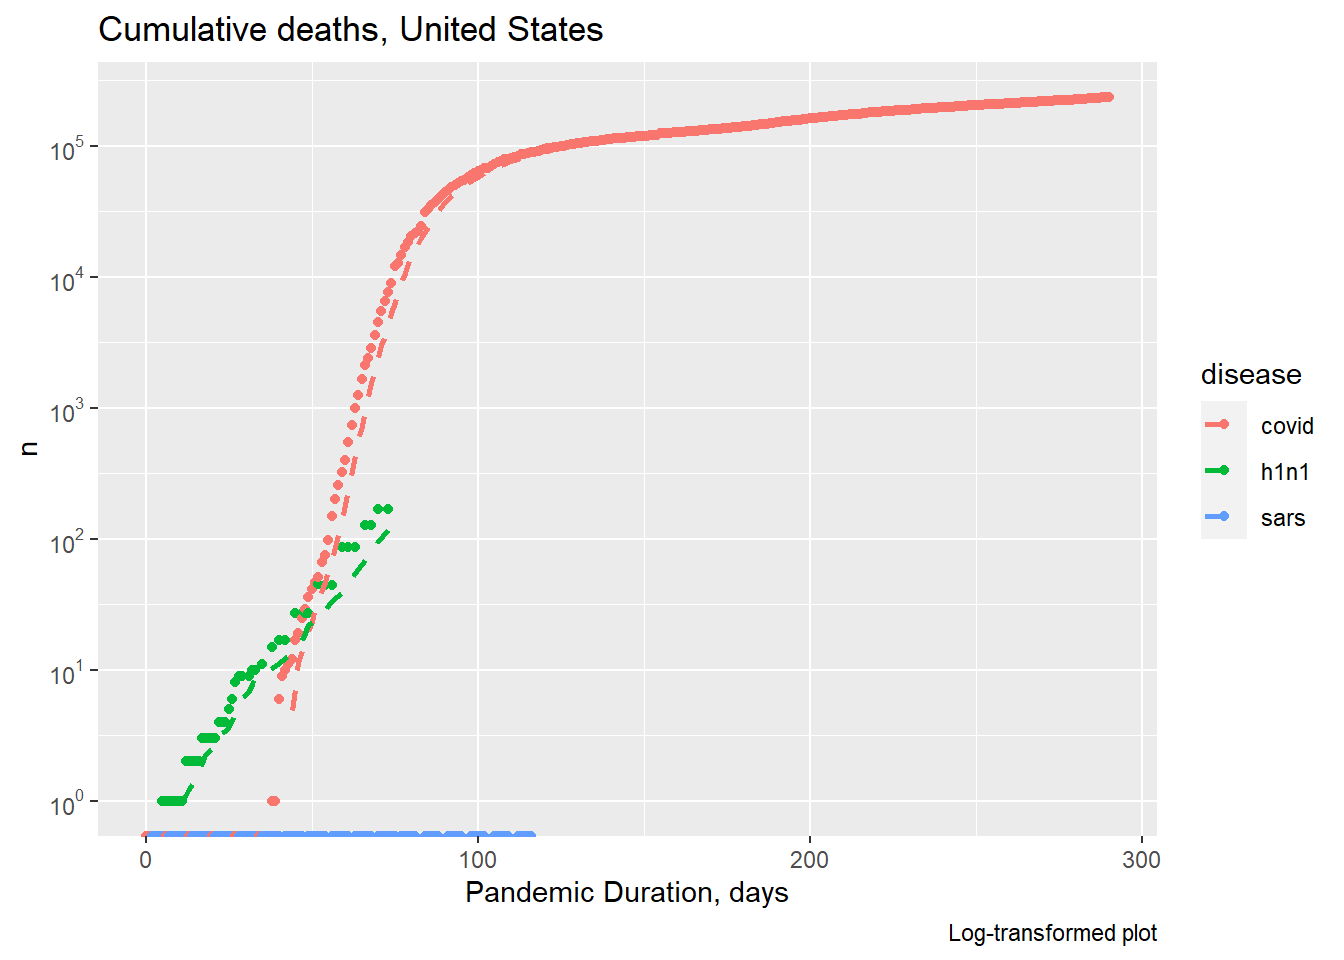 Cumulative deaths, United States
10^5
10^4
10^3
10^2
10^1
10^0
n
0
100
200
300
Pandemic Duration, days
disease
covid
h1n1
sars
Log-transformed plot